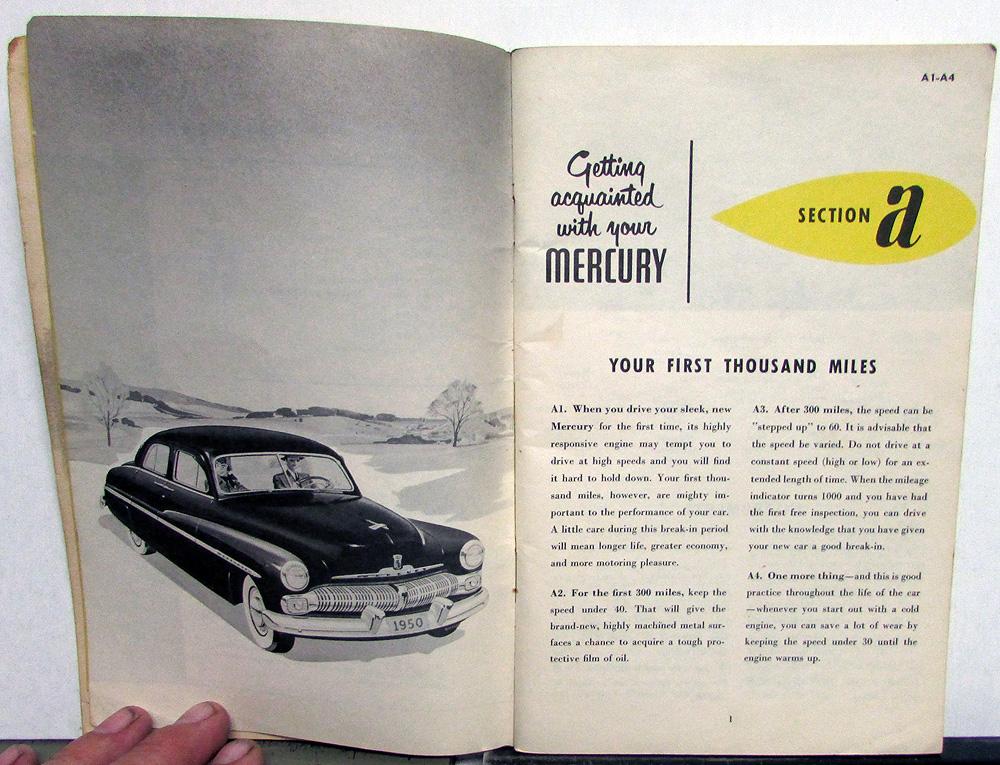 1950
A1-A4
Getting
acquainted
with your
MERCURY
SECTION a
YOUR FIRST THOUSAND MILES
A1. When you drive your sleek, new
Mercury for the first time, its highly
responsive engine may tempt you to
drive at high speeds and you will find
it hard to hold down. Your first thou-
sand miles, however, are mighty im-
portant to the performance of your car.
A little care during this break-in period
will mean longer life, greater economy,
and more motoring pleasure.
A2. For the first 300 miles, keep the
speed under 40. That will give the
brand-new, highly machined metal sur-
faces a chance to acquire a tough pro-
tective film of oil.
A3. After 300 miles, the speed can be
"stepped up" to 60. It is advisable that
the speed be varied. Do not drive at a
constant speed (high or low) for an ex-
tended length of time. When the mileage
indicator turns 1000 and you have had
the first free inspection, you can drive
with the knowledge that you have given
your new car a good break-in.
A4. One more thing—and this is good
practice throughout the life of the car
—whenever you start out with a cold
engine, you can save a lot of wear by
keeping the speed under 30 until the
engine warms up.
1